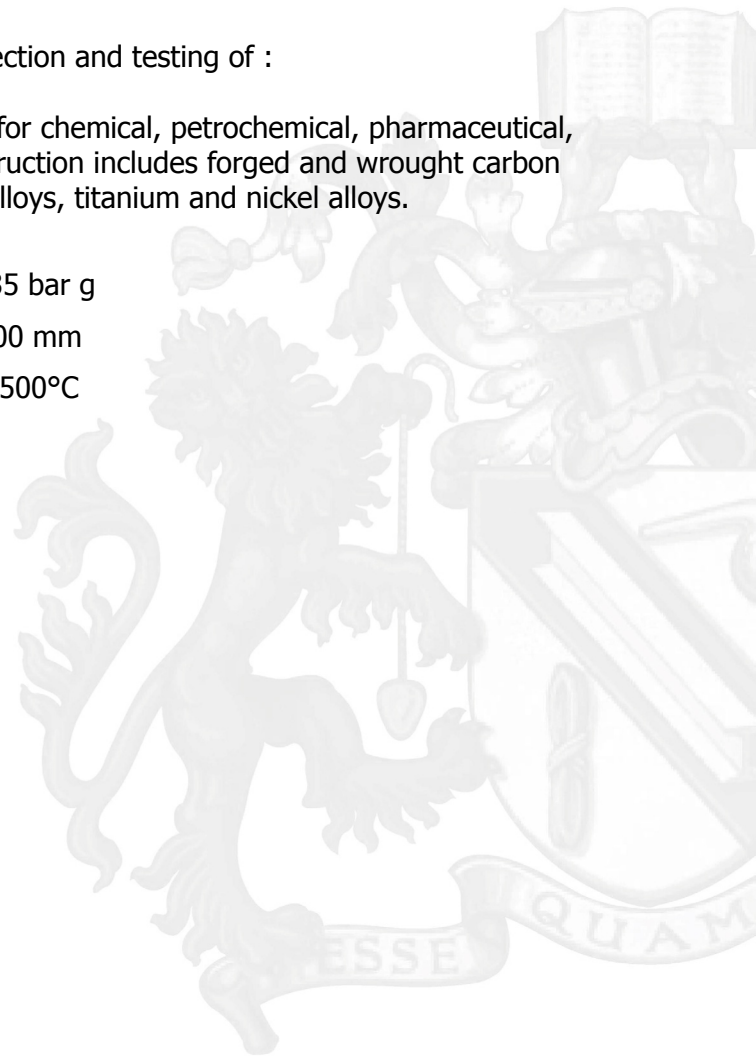 ection and testing of :
for chemical, petrochemical, pharmaceutical,
ruction includes forged and wrought carbon
lloys, titanium and nickel alloys.
35 bar g
00 mm
500°C
ESSE QUAM